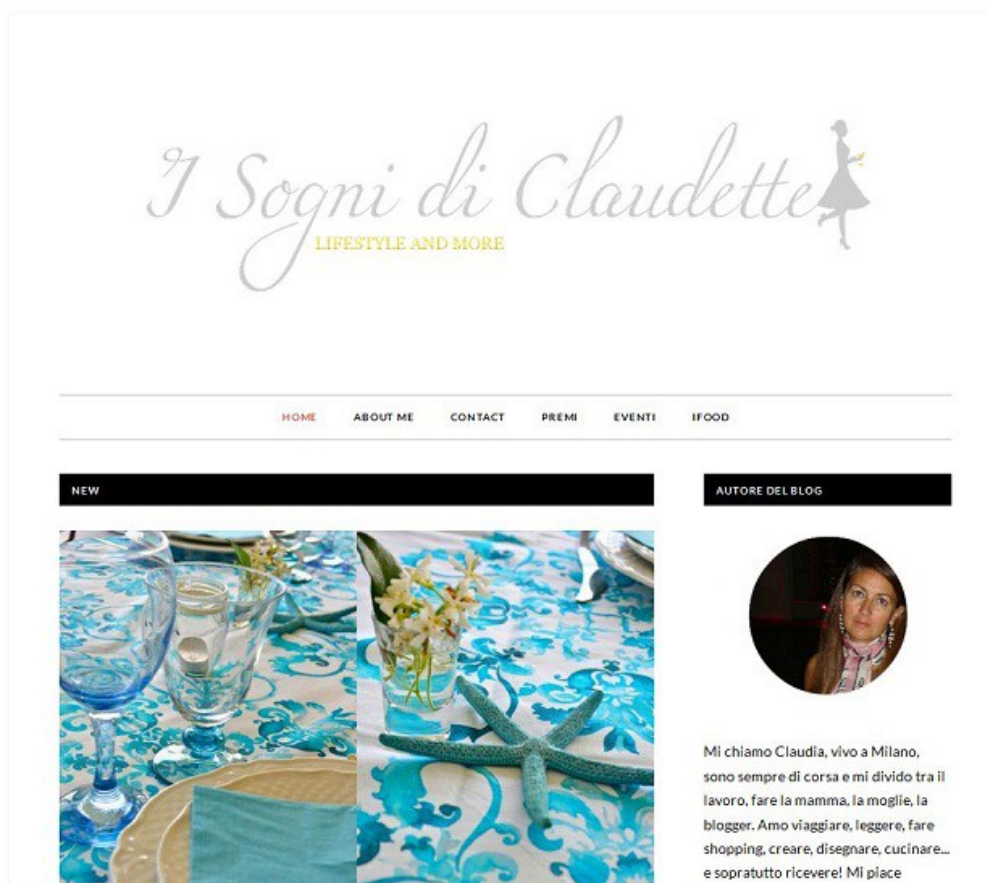 I Sogni di Claudette
LIFESTYLE AND MORE
HOME ABOUT ME CONTACT PREMI EVENTI IFOOD
NEW
AUTORE DEL BLOG
Mi chiamo Claudia, vivo a Milano,
sono sempre di corsa e mi divido tra il
lavoro, fare la mamma, la moglie, la
blogger. Amo viaggiare, leggere, fare
shopping, creare, disegnare, cucinare...
e sopratutto ricevere! Mi piace